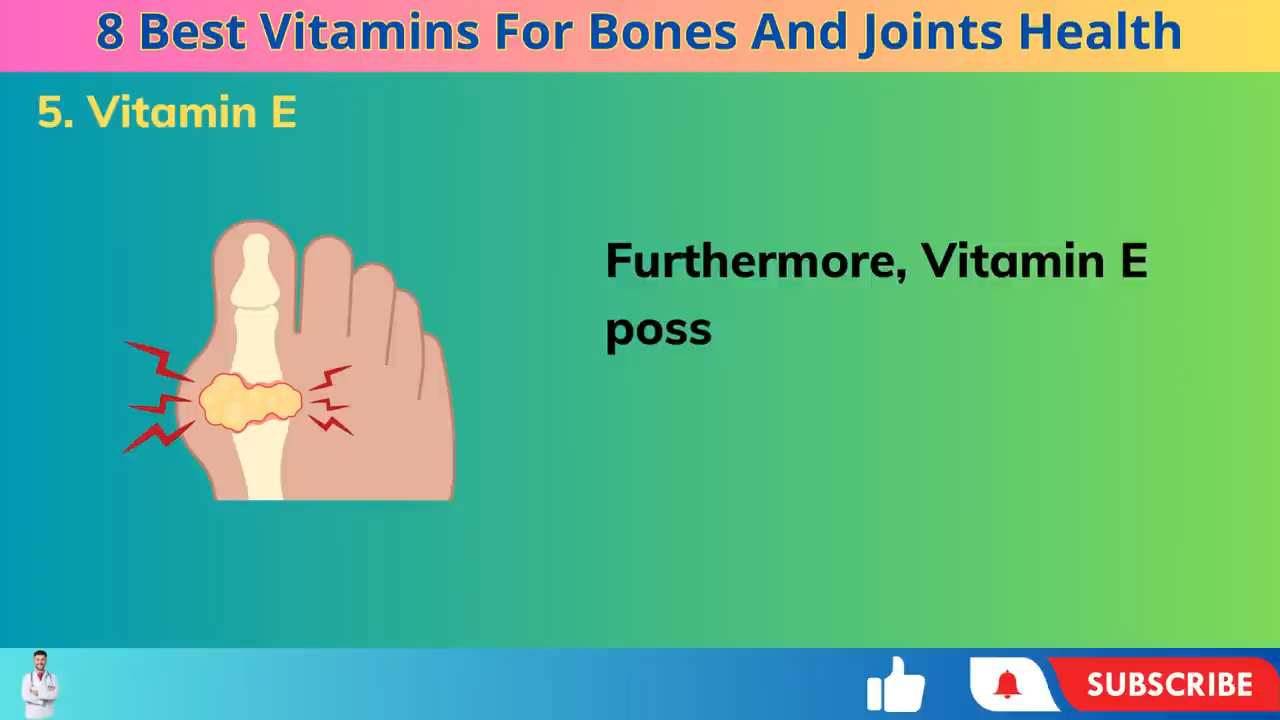 8 Best Vitamins For Bones And Joints Health
5. Vitamin E
Furthermore, Vitamin E
poss
SUBSCRIBE